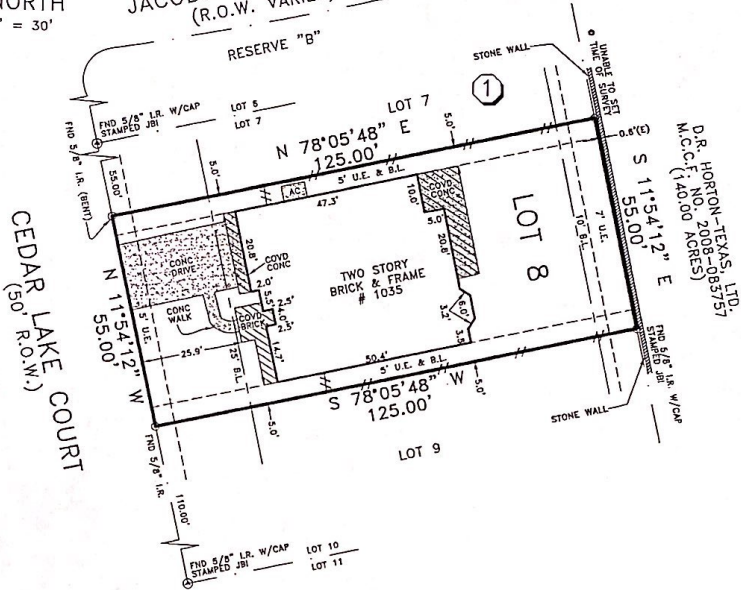 NORTH
" = 30'
JACOB
(R.O.W. VARIE
RESERVE "B"
STONE WALL
UNABLE TO SET
TIME OF SURVEY
FND 5/8" I.R. W/CAP
STAMPED JBI
LOT 5
LOT 7
LOT 7
1
FND 5/8" I.R. (BENT)
55.00'
5.0'
N 78°05'48" E
125.00'
5.0'
0.6'(E)
D.R. HORTON-TEXAS, LTD.
M.C.C.F. NO. 2008-083757
(140.00 ACRES)
5' U.E. & B.L.
AC
47.3'
10.0'
COVD
CONC
5.0'
20.8'
S 11°54'12" E
55.00'
7' U.E.
10' B.L.
LOT 8
CONC
DRIVE
20.8'
COVD
CONC
2.0'
5.5'
2.5'
4.0'
2.5'
COVD
BRICK
14.7'
CONC
WALK
TWO STORY
BRICK & FRAME
# 1035
6.0'
3.2'
3.5'
N 11°54'12" W
55.00'
5' U.E.
25.9'
25' B.L.
CEDAR LAKE COURT
(50' R.O.W.)
50.4'
5' U.E. & B.L.
S 78°05'48" W
125.00'
5.0'
5.0'
FND 5/8" I.R. W/CAP
STAMPED JBI
STONE WALL
LOT 9
FND 5/8" I.R.
110.00'
FND 5/8" I.R. W/CAP
STAMPED JBI
LOT 10
LOT 11